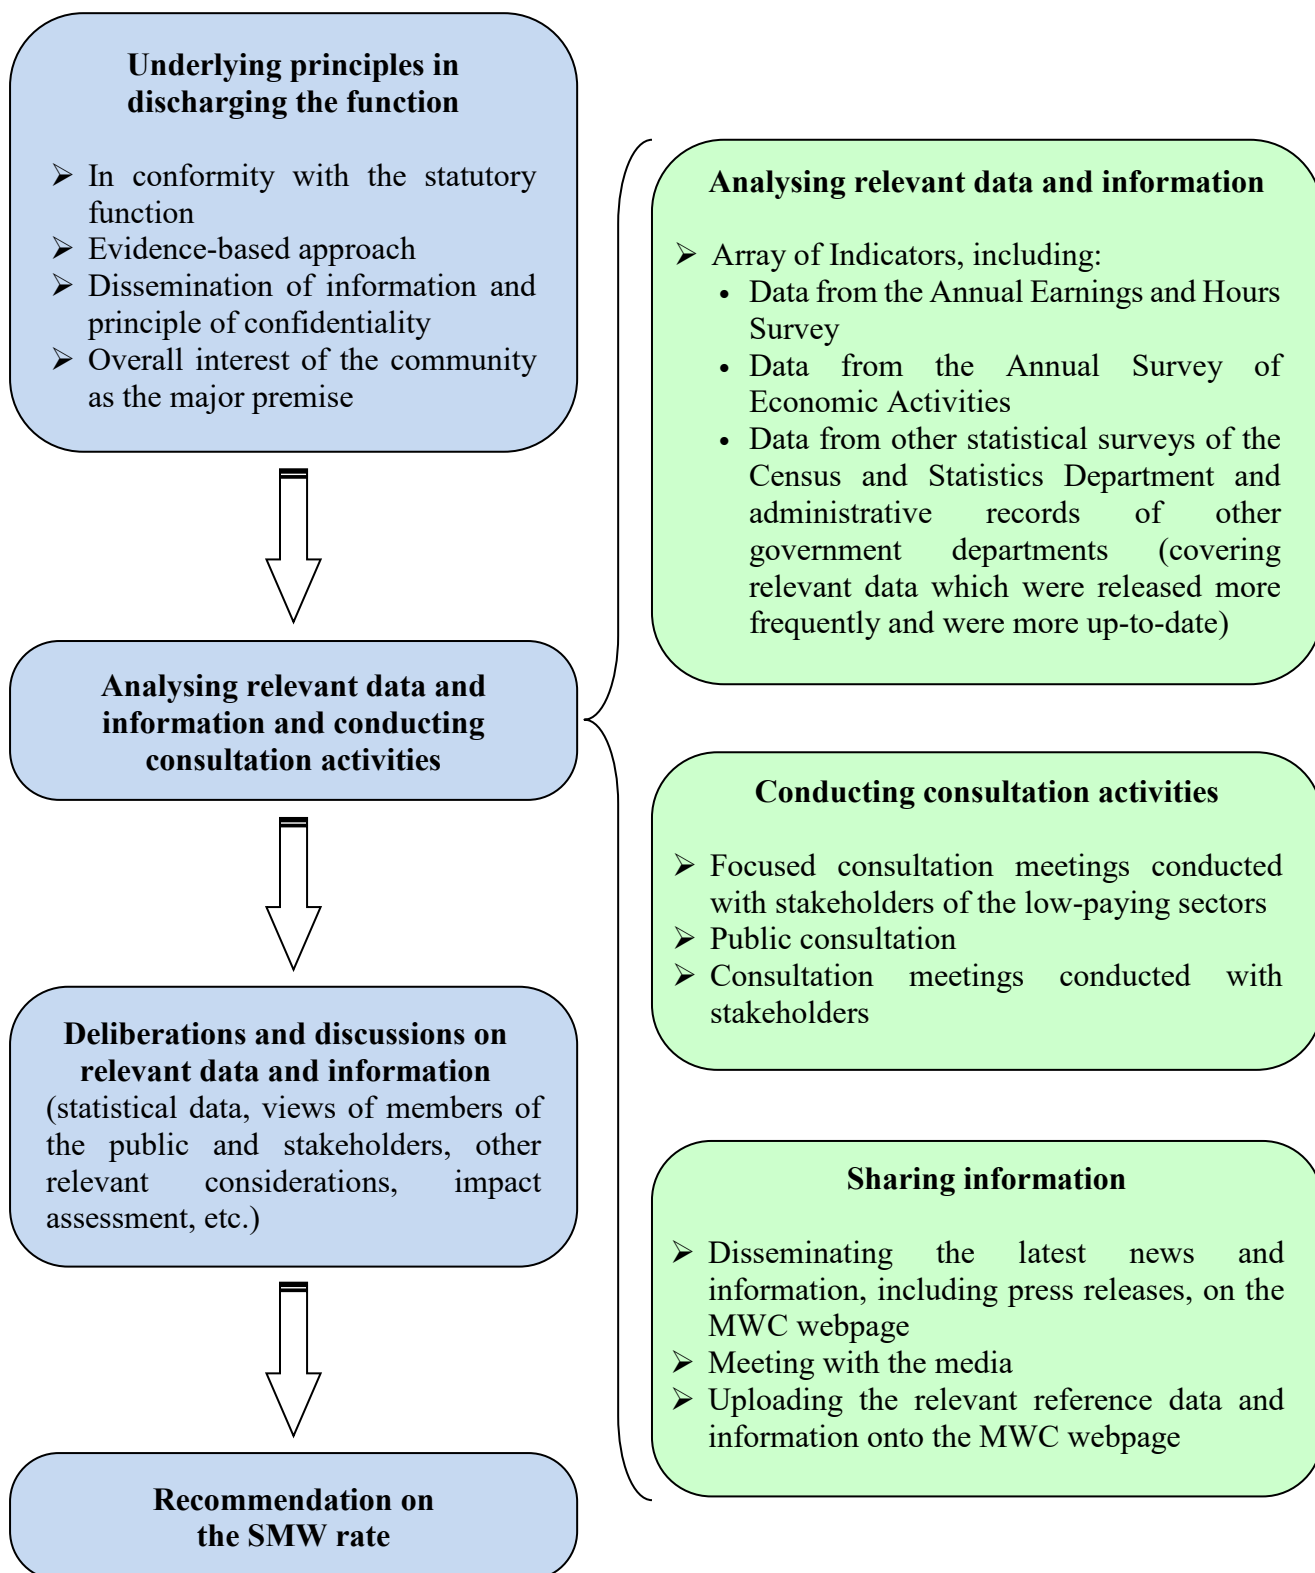 Underlying principles in
discharging the function
➢ In conformity with the statutory
function
➢ Evidence-based approach
➢ Dissemination of information and
principle of confidentiality
➢ Overall interest of the community
as the major premise
Analysing relevant data and
information and conducting
consultation activities
Deliberations and discussions on
relevant data and information
(statistical data, views of members of
the public and stakeholders, other
relevant considerations, impact
assessment, etc.)
Recommendation on
the SMW rate
Analysing relevant data and information
➢ Array of Indicators, including:
• Data from the Annual Earnings and Hours
Survey
• Data from the Annual Survey of
Economic Activities
• Data from other statistical surveys of the
Census and Statistics Department and
administrative records of other
government departments (covering
relevant data which were released more
frequently and were more up-to-date)
Conducting consultation activities
➢ Focused consultation meetings conducted
with stakeholders of the low-paying sectors
➢ Public consultation
➢ Consultation meetings conducted with
stakeholders
Sharing information
➢ Disseminating the latest news and
information, including press releases, on the
MWC webpage
➢ Meeting with the media
➢ Uploading the relevant reference data and
information onto the MWC webpage